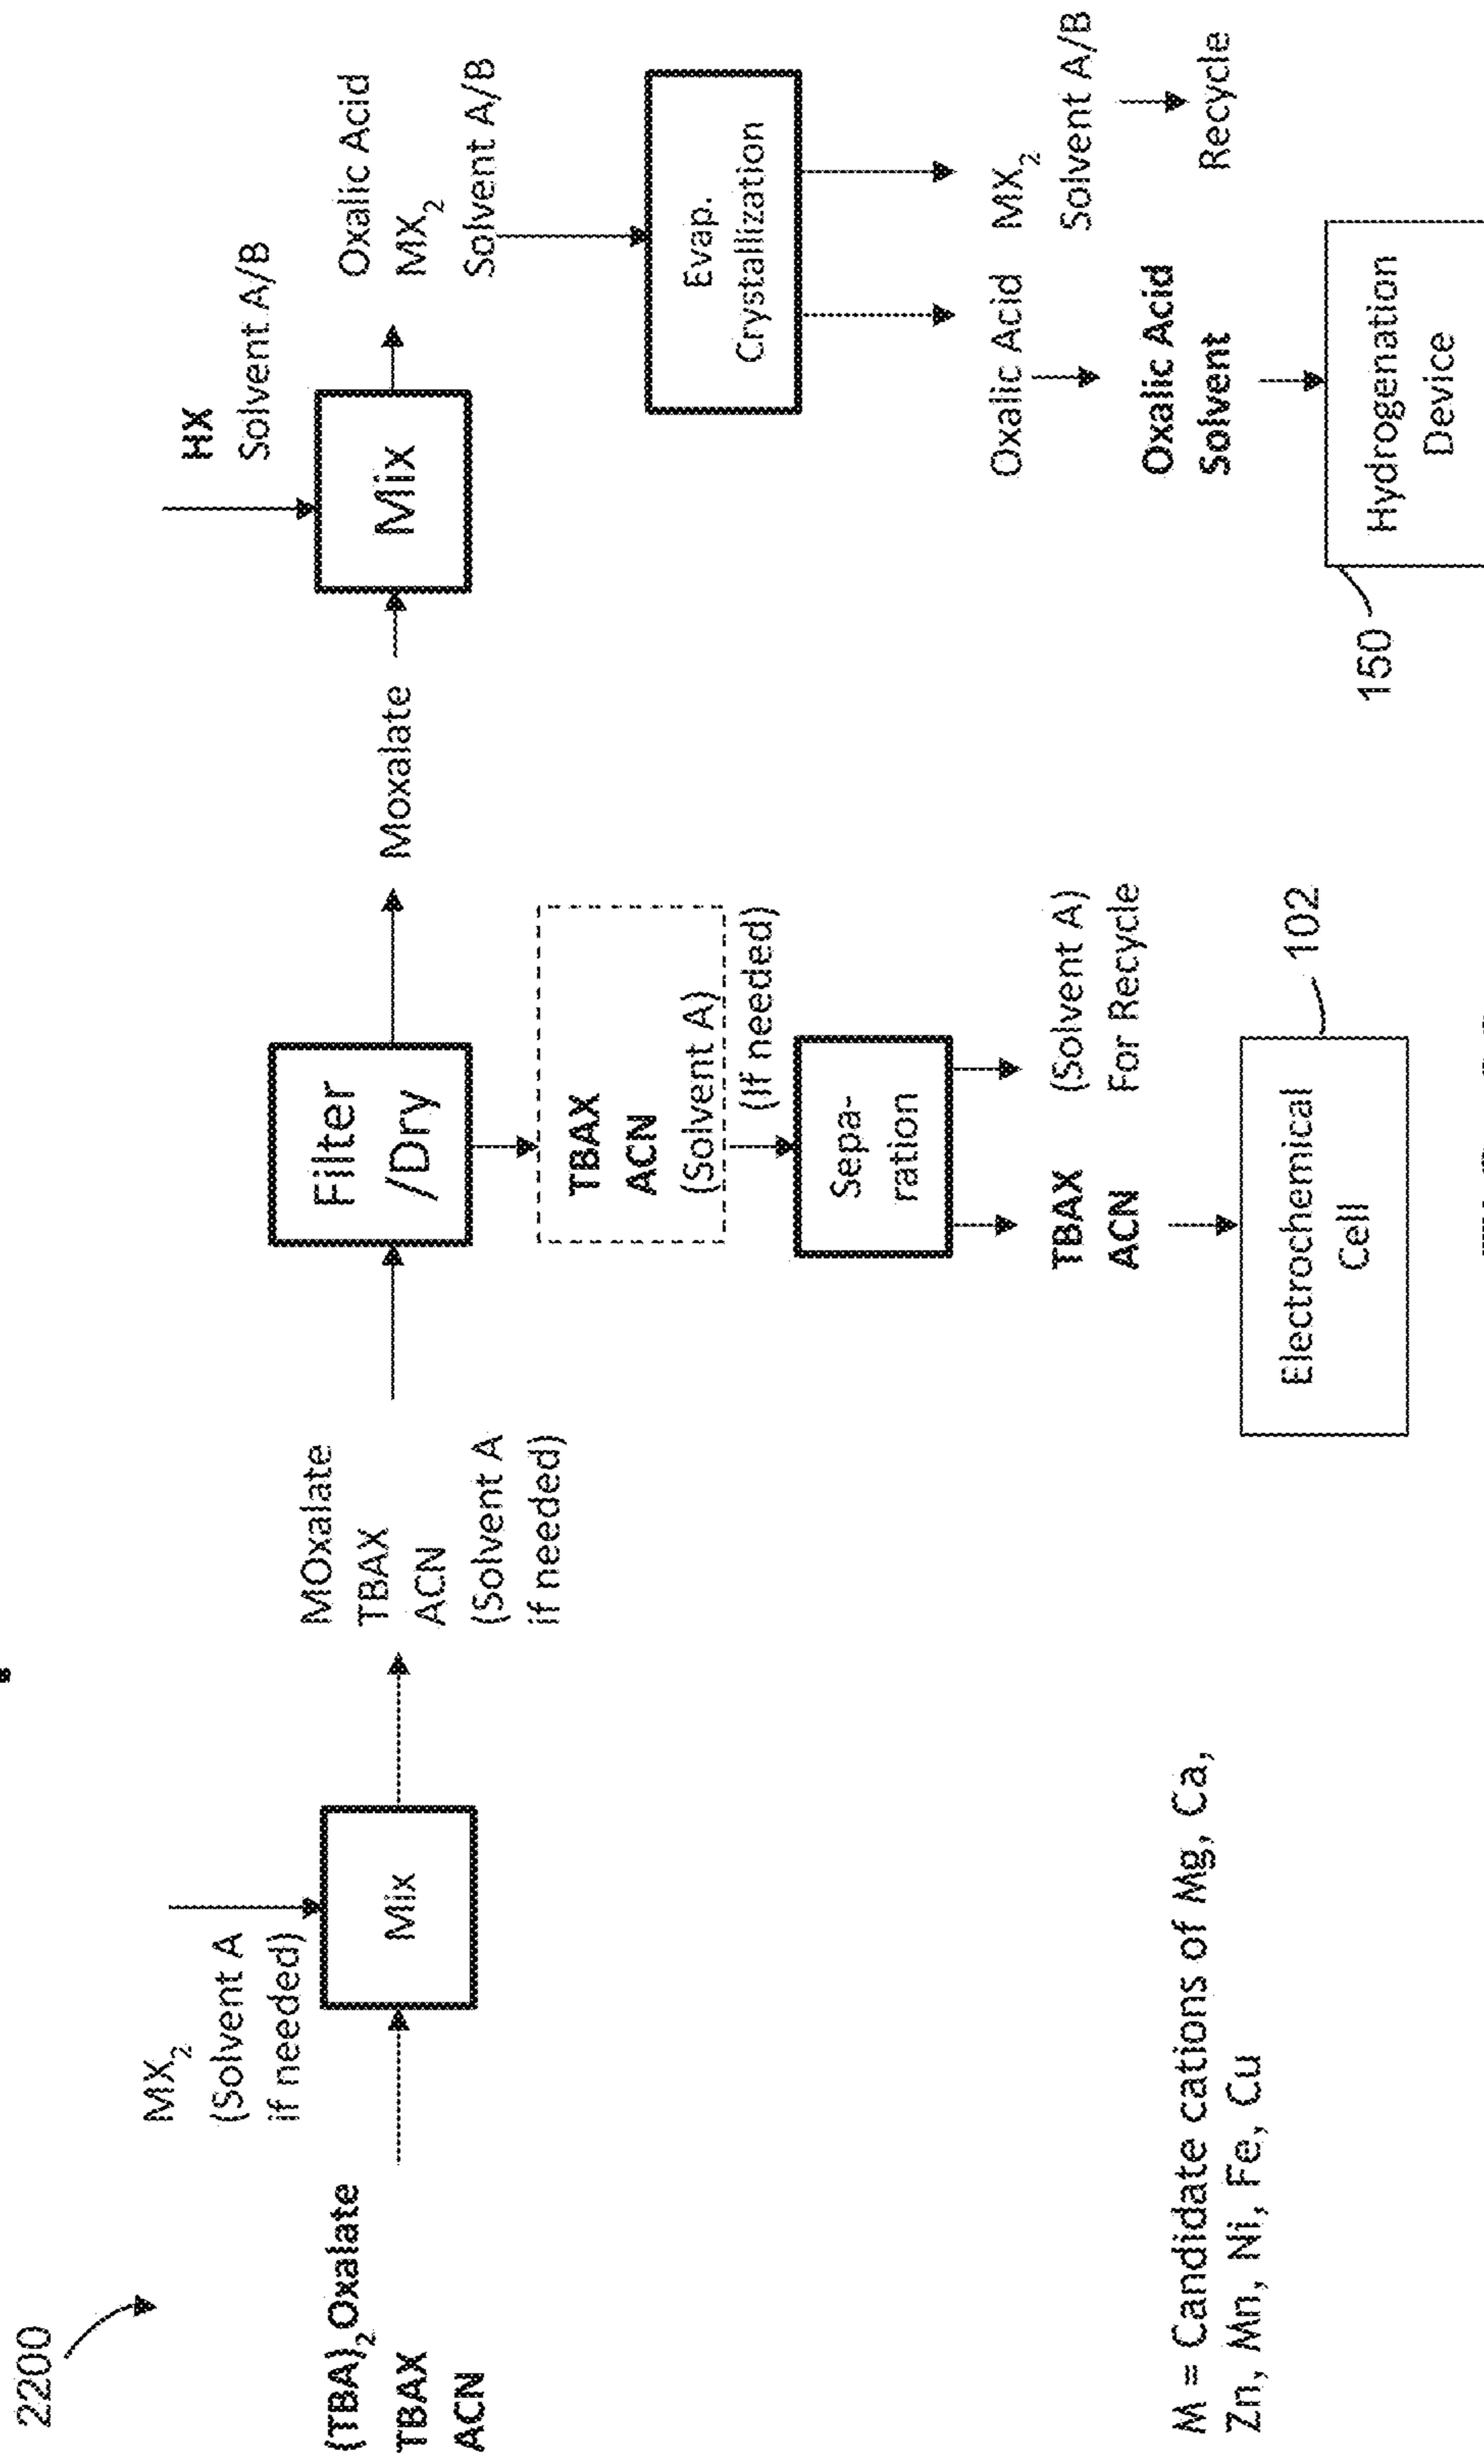 2200
(TBA)₂ Oxalate
TBAX
ACN
MX₂
(Solvent A
if needed)
Mix
MOxalate
TBAX
ACN
(Solvent A
if needed)
Filter
/Dry
TBAX
ACN
(Solvent A)
(If needed)
Sepa-
ration
TBAX
ACN
(Solvent A)
For Recycle
Electrochemical
Cell
102
Moxalate
HX
Solvent A/B
Mix
Oxalic Acid
MX₂
Solvent A/B
Evap.
Crystallization
Oxalic Acid
MX₂
Solvent A/B
Recycle
Oxalic Acid
Solvent
Hydrogenation
Device
150
M = Candidate cations of Mg, Ca,
Zn, Mn, Ni, Fe, Cu